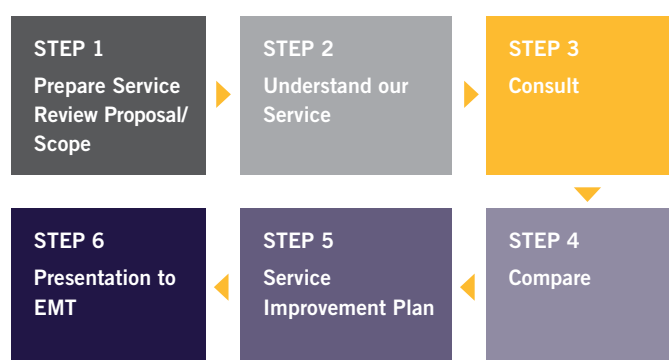 STEP 1
Prepare Service
Review Proposal/
Scope
STEP 2
Understand our
Service
STEP 3
Consult
STEP 4
Compare
STEP 5
Service
Improvement Plan
STEP 6
Presentation to
EMT